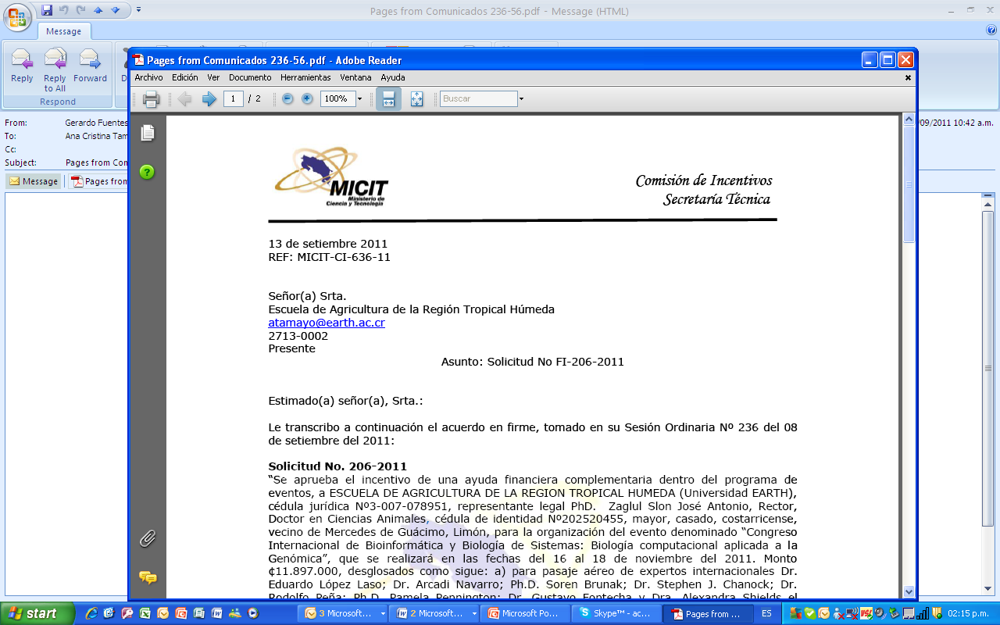 Pages from Comunicados 236-56.pdf - Message (HTML)
Message
Reply
Reply to All
Forward
Respond
From: Gerardo Fuentes
/09/2011 10:42 a.m.
To: Ana Cristina Tam
Cc:
Subject: Pages from Com
Message
Pages from
Pages from Comunicados 236-56.pdf - Adobe Reader
Archivo Edición Ver Documento Herramientas Ventana Ayuda
1 / 2 100% Buscar
MICIT
Ministerio de
Ciencia y Tecnología
Comisión de Incentivos
Secretaría Técnica
13 de setiembre 2011
REF: MICIT-CI-636-11
Señor(a) Srta.
Escuela de Agricultura de la Región Tropical Húmeda
atamayo@earth.ac.cr
2713-0002
Presente
Asunto: Solicitud No FI-206-2011
Estimado(a) señor(a), Srta.:
Le transcribo a continuación el acuerdo en firme, tomado en su Sesión Ordinaria Nº 236 del 08
de setiembre del 2011:
Solicitud No. 206-2011
“Se aprueba el incentivo de una ayuda financiera complementaria dentro del programa de
eventos, a ESCUELA DE AGRICULTURA DE LA REGION TROPICAL HUMEDA (Universidad EARTH),
cédula jurídica Nº3-007-078951, representante legal PhD. Zaglul Slon José Antonio, Rector,
Doctor en Ciencias Animales, cédula de identidad Nº202520455, mayor, casado, costarricense,
vecino de Mercedes de Guácimo, Limón, para la organización del evento denominado “Congreso
Internacional de Bioinformática y Biología de Sistemas: Biología computacional aplicada a la
Genómica”, que se realizará en las fechas del 16 al 18 de noviembre del 2011. Monto
¢11.897.000, desglosados como sigue: a) para pasaje aéreo de expertos internacionales Dr.
Eduardo López Laso; Dr. Arcadi Navarro; Ph.D. Soren Brunak; Dr. Stephen J. Chanock; Dr.
Rodolfo Peña; Ph.D. Pamela Pennington; Dr. Gustavo Fontecha y Dra. Alexandra Shields el
start
3 Microsoft...
2 Microsoft...
Microsoft Po...
Skype™ - ac...
Pages from ...
ES
02:15 p.m.